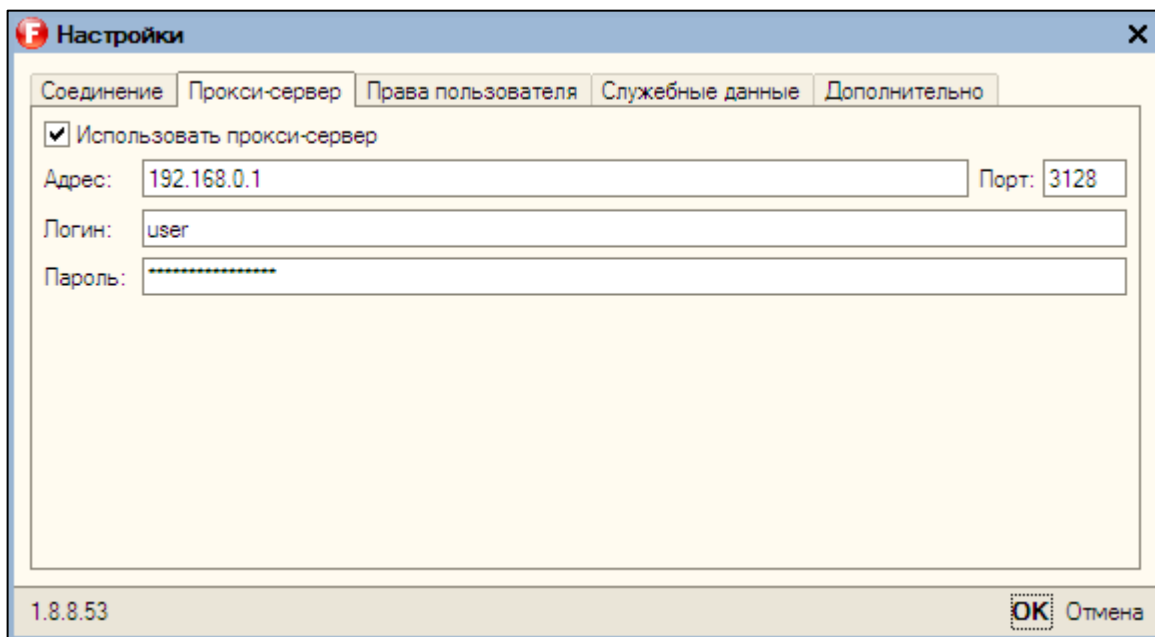 Настройки
Соединение Прокси-сервер Права пользователя Служебные данные Дополнительно
Использовать прокси-сервер
Адрес: 192.168.0.1 Порт: 3128
Логин: user
Пароль: ****************
1.8.8.53 OK Отмена